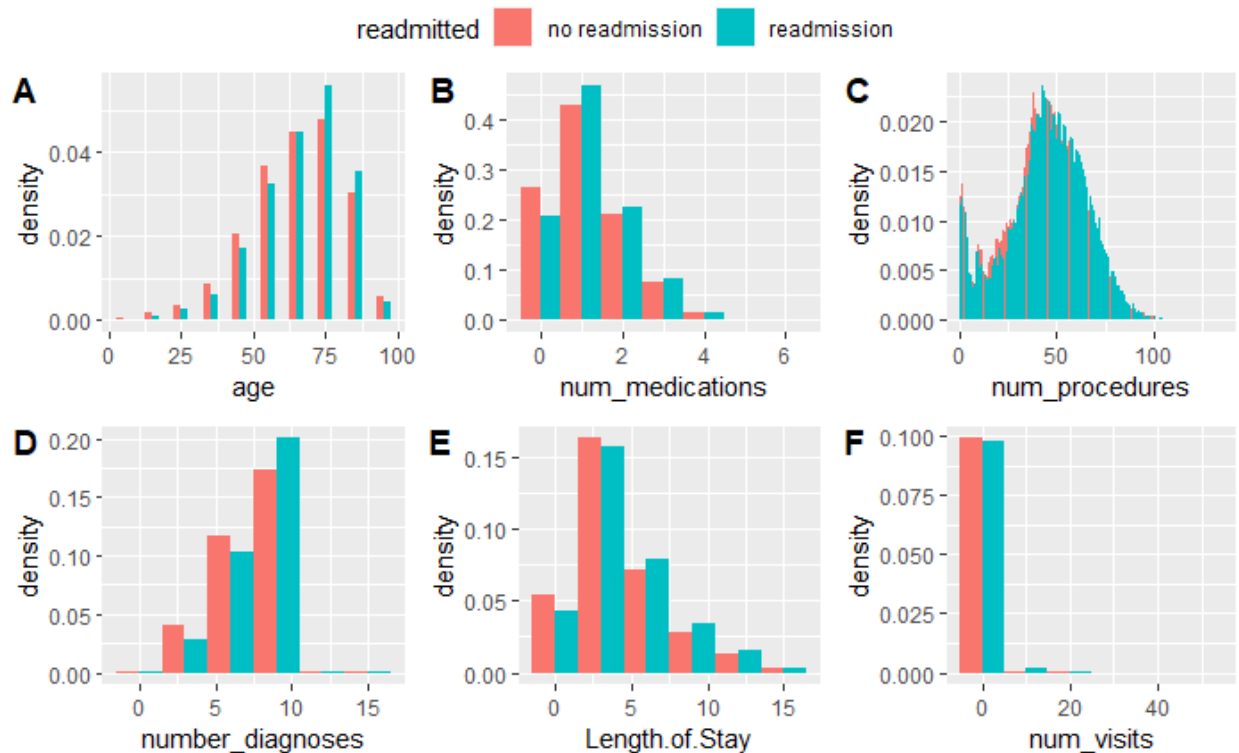 readmitted no readmission readmission
A
density
0.04
0.02
0.00
0 25 50 75 100
age
B
density
0.4
0.3
0.2
0.1
0.0
0 2 4 6
num_medications
C
density
0.020
0.015
0.010
0.005
0.000
0 50 100
num_procedures
D
density
0.20
0.15
0.10
0.05
0.00
0 5 10 15
number_diagnoses
E
density
0.15
0.10
0.05
0.00
0 5 10 15
Length.of.Stay
F
density
0.100
0.075
0.050
0.025
0.000
0 20 40
num_visits